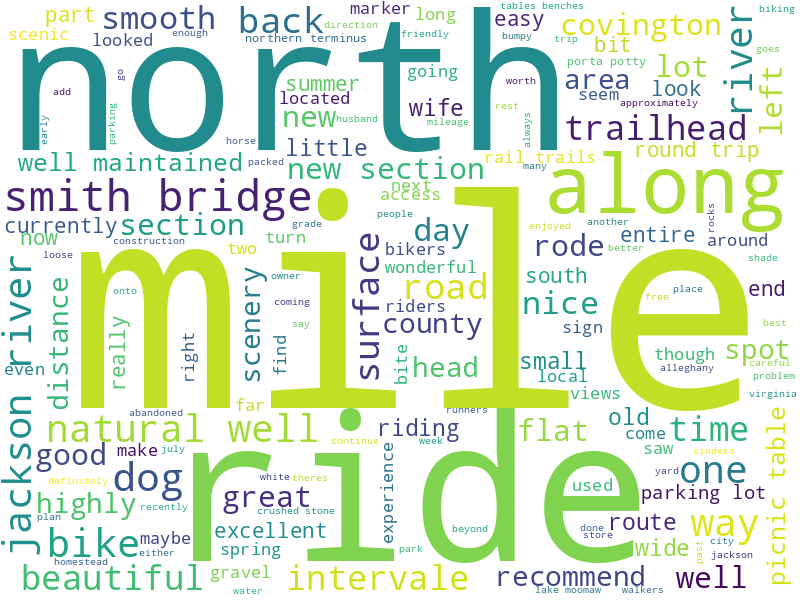 part
smooth
back
marker
long
tables benches
direction
biking
scenic
looked
enough
northern terminus
friendly
easy
covington
river
going
bumpy
trip
bit
porta potty
goes
north
add
go
summer
located
wife
area
lot
look
left
seem
approximately
worth
new
husband
mileage
rest
trailhead
early
parking
horse
little
always
rail trails
round trip
well maintained
packed
new section
many
next
access
along
smith bridge
currently
section
people
day
bikers
enjoyed
another
rocks
now
construction
grade
turn
wonderful
rode
entire
better
around
shade
two
loose
owner
riders
south
road
nice
end
mile
surface
county
sign
free
place
best
jackson river
distance
onto
really
right
scenery
coming
find
say
bite
head
small
local
views
though
spot
careful
problem
alleghany
virginia
even
abandoned
far
runners
natural well
riding
flat
old
come
time
continue
week
saw
picnic table
good
make
july
dog
one
cinders
yard
definitely
recently
white
theres
experience
ride
used
parking lot
highly
plan
great
crushed stone
beyond
done
store
route
way
bike
maybe
either
excellent
spring
park
wide
city
past
jackson
homestead
gravel
water
beautiful
intervale
recommend
lake moomaw
walkers
well